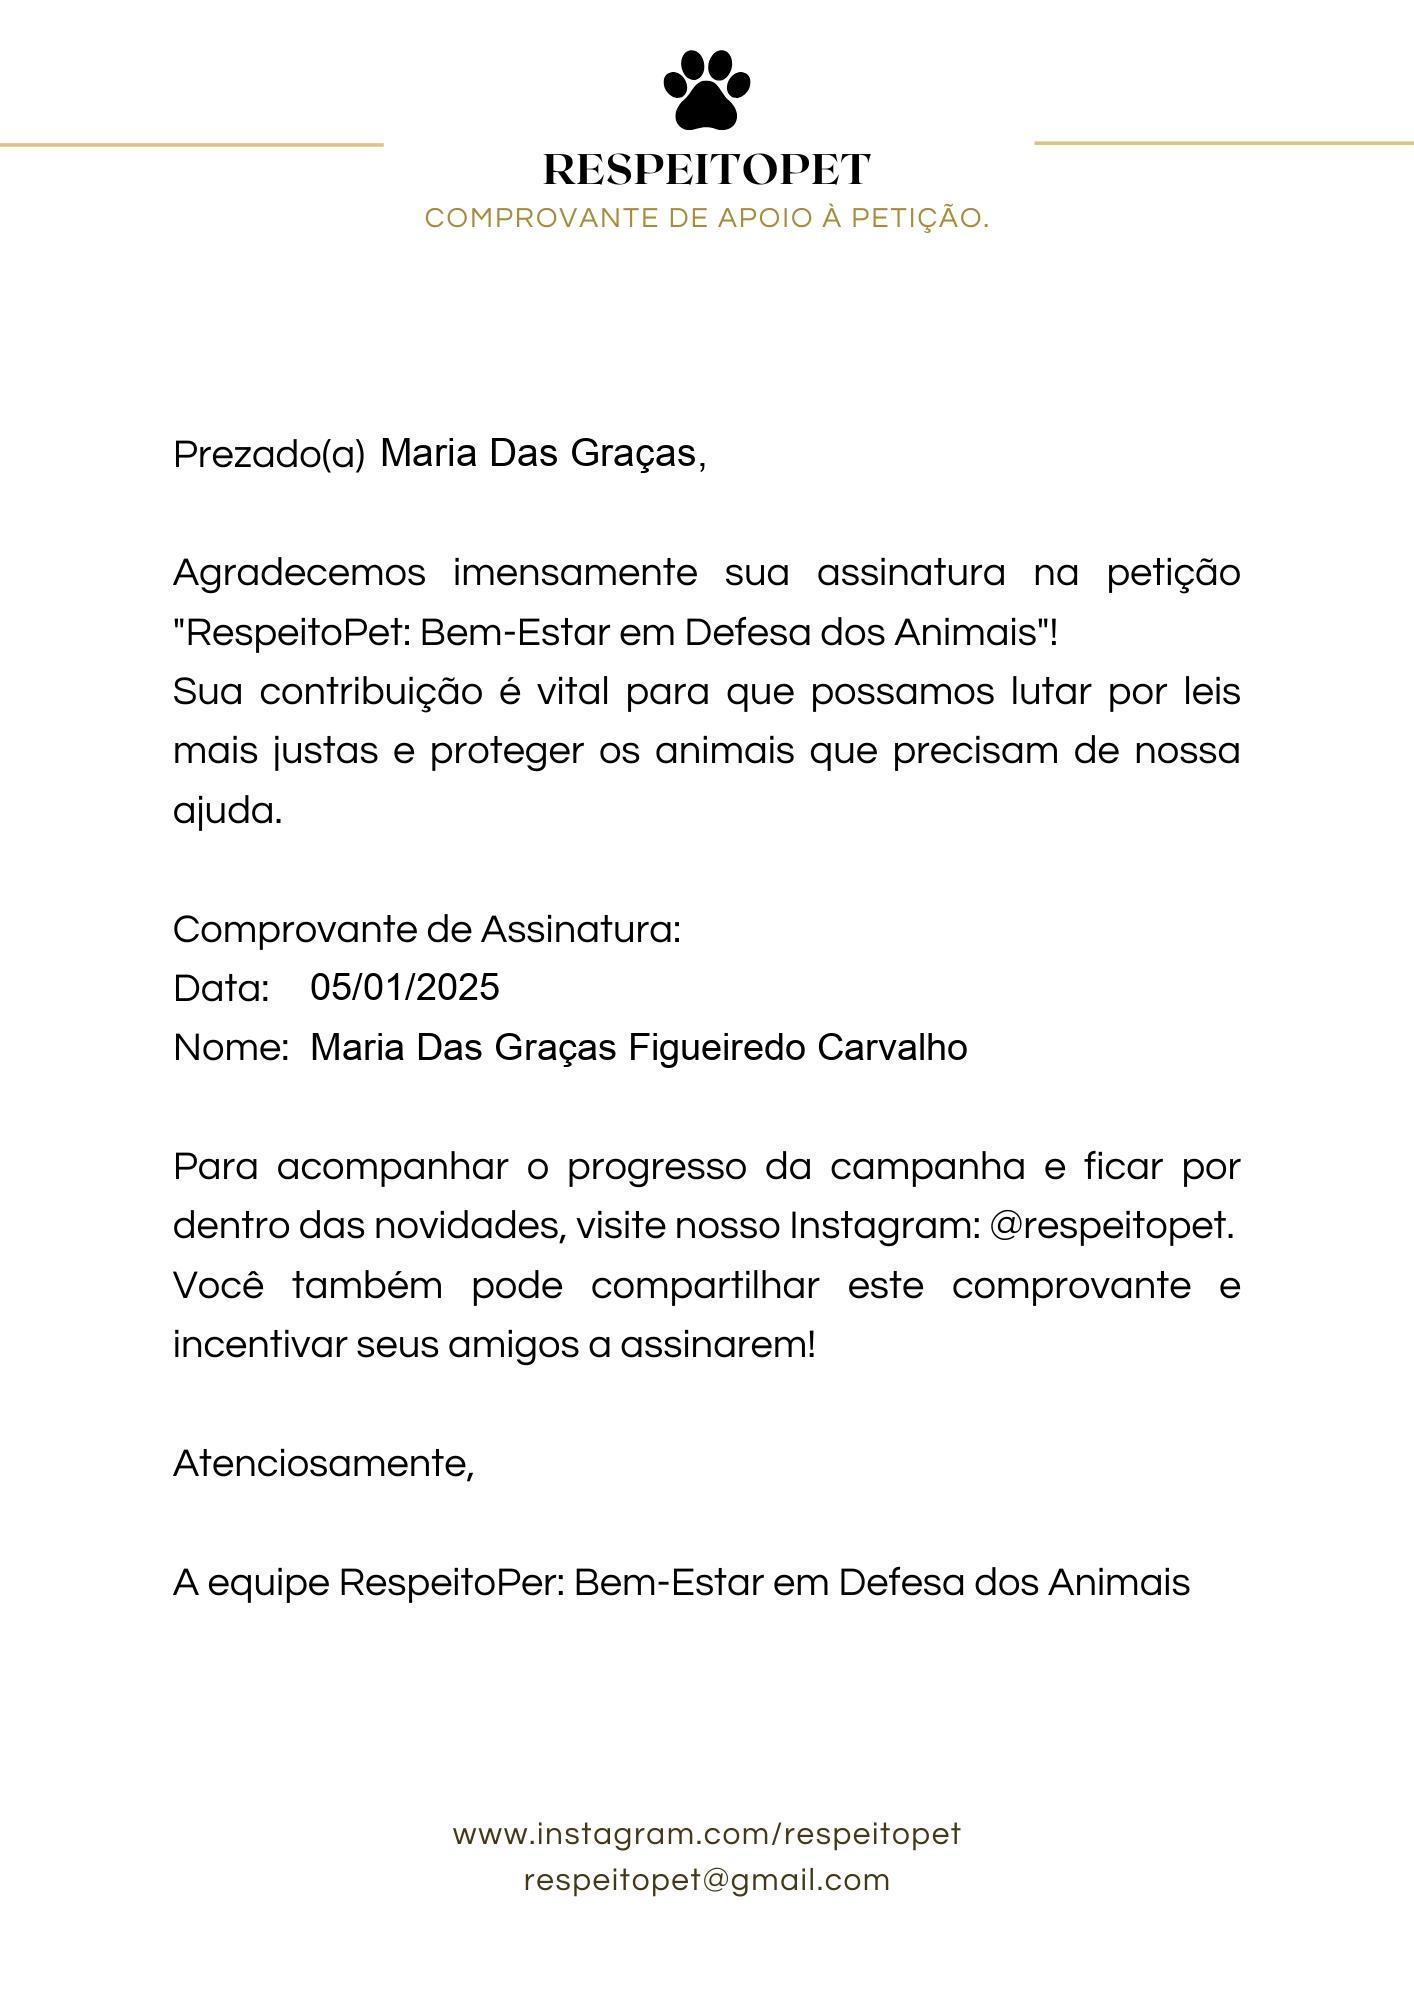 RESPEITOPET
COMPROVANTE DE APOIO À PETIÇÃO.
Prezado(a) Maria Das Graças,
Agradecemos imensamente sua assinatura na petição
"RespeitoPet: Bem-Estar em Defesa dos Animais"!
Sua contribuição é vital para que possamos lutar por leis
mais justas e proteger os animais que precisam de nossa
ajuda.
Comprovante de Assinatura:
Data: 05/01/2025
Nome: Maria Das Graças Figueiredo Carvalho
Para acompanhar o progresso da campanha e ficar por
dentro das novidades, visite nosso Instagram: @respeitopet.
Você também pode compartilhar este comprovante e
incentivar seus amigos a assinarem!
Atenciosamente,
A equipe RespeitoPer: Bem-Estar em Defesa dos Animais
www.instagram.com/respeitopet
respeitopet@gmail.com